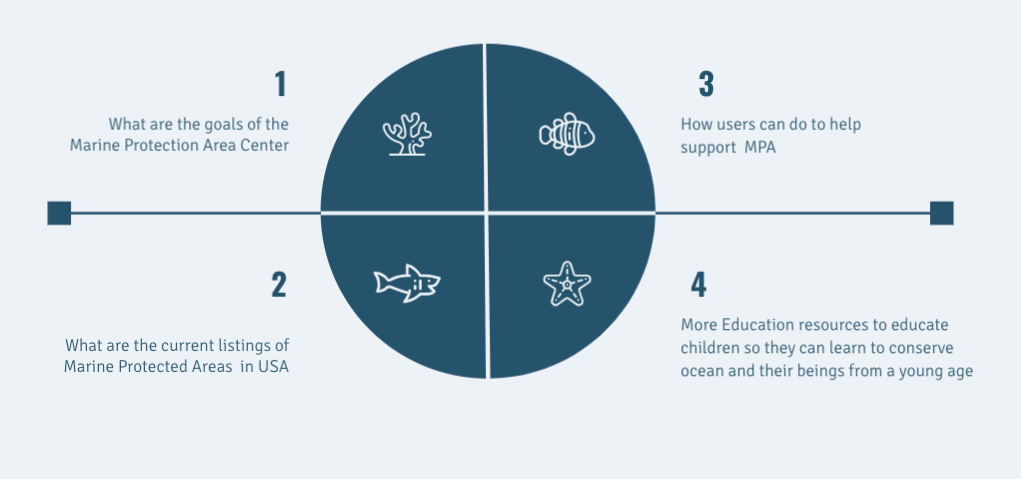 1
What are the goals of the
Marine Protection Area Center
2
What are the current listings of
Marine Protected Areas in USA
3
How users can do to help
support MPA
4
More Education resources to educate
children so they can learn to conserve
ocean and their beings from a young age